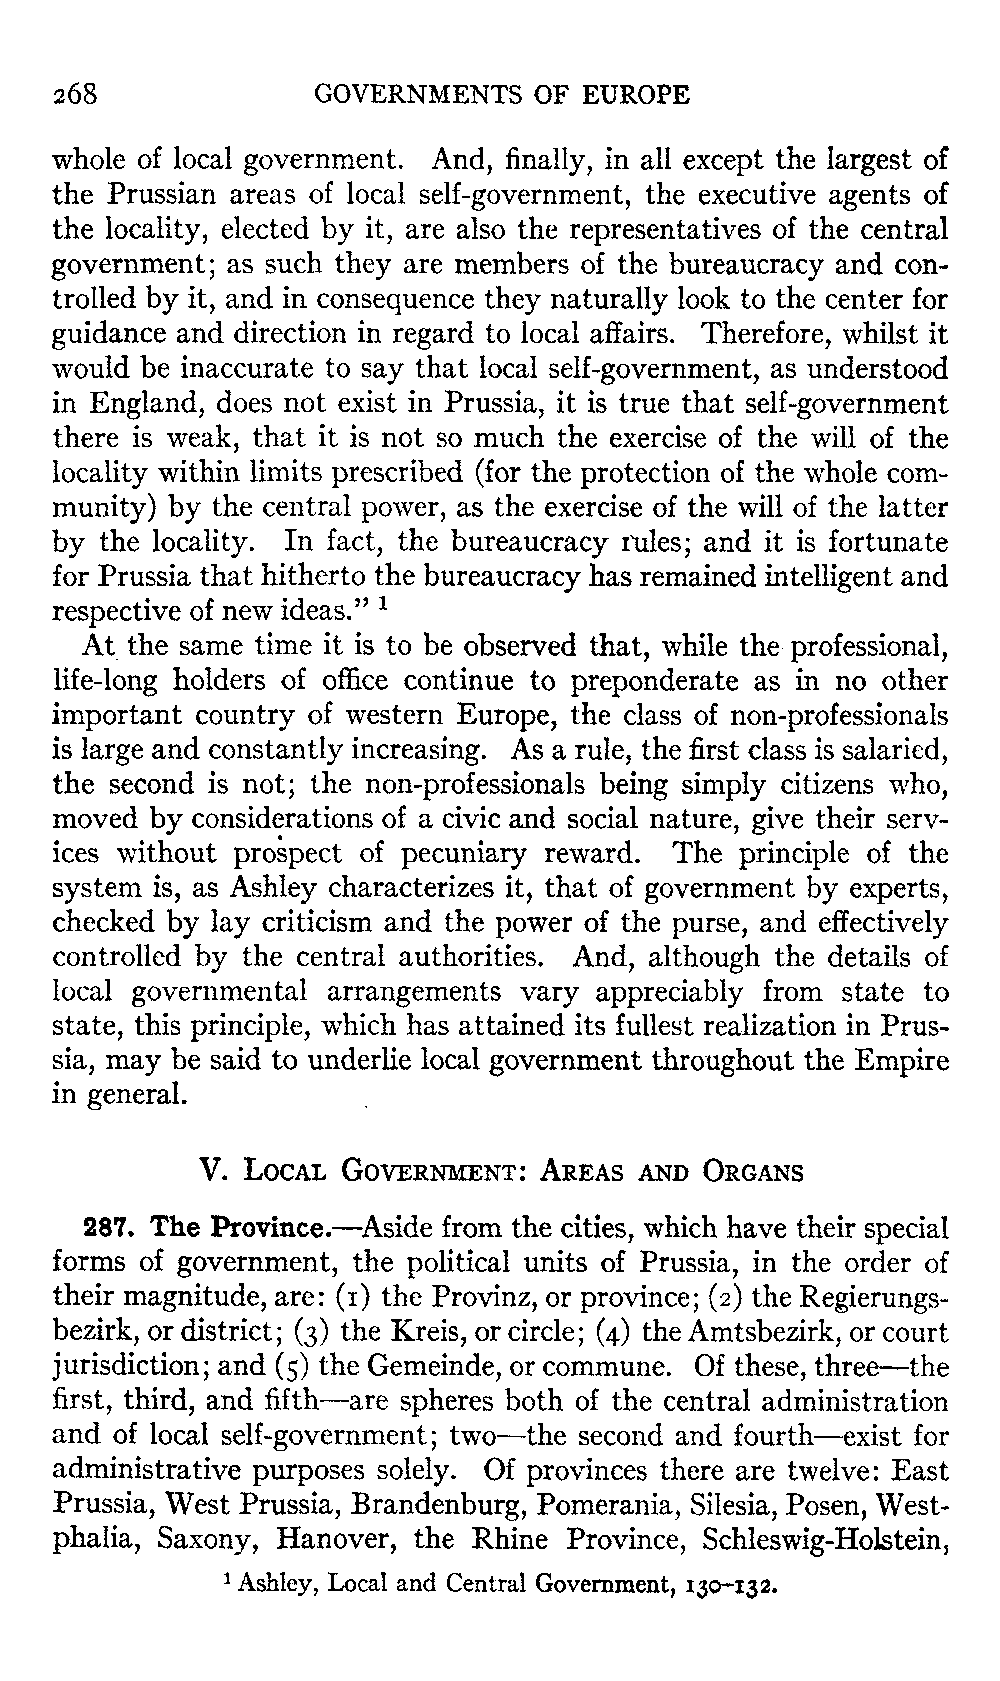 268 GOVERNMENTS OF EUROPE
whole of local government. And, finally, in all except the largest of
the Prussian areas of local self-government, the executive agents of
the locality, elected by it, are also the representatives of the central
government; as such they are members of the bureaucracy and con-
trolled by it, and in consequence they naturally look to the center for
guidance and direction in regard to local affairs. Therefore, whilst it
would be inaccurate to say that local self-government, as understood
in England, does not exist in Prussia, it is true that self-government
there is weak, that it is not so much the exercise of the will of the
locality within limits prescribed (for the protection of the whole com-
munity) by the central power, as the exercise of the will of the latter
by the locality. In fact, the bureaucracy rules; and it is fortunate
for Prussia that hitherto the bureaucracy has remained intelligent and
respective of new ideas." 1
At the same time it is to be observed that, while the professional,
life-long holders of office continue to preponderate as in no other
important country of western Europe, the class of non-professionals
is large and constantly increasing. As a rule, the first class is salaried,
the second is not; the non-professionals being simply citizens who,
moved by considerations of a civic and social nature, give their serv-
ices without prospect of pecuniary reward. The principle of the
system is, as Ashley characterizes it, that of government by experts,
checked by lay criticism and the power of the purse, and effectively
controlled by the central authorities. And, although the details of
local governmental arrangements vary appreciably from state to
state, this principle, which has attained its fullest realization in Prus-
sia, may be said to underlie local government throughout the Empire
in general.
V. LOCAL GOVERNMENT: AREAS AND ORGANS
287. The Province.—Aside from the cities, which have their special
forms of government, the political units of Prussia, in the order of
their magnitude, are: (1) the Provinz, or province; (2) the Regierungs-
bezirk, or district; (3) the Kreis, or circle; (4) the Amtsbezirk, or court
jurisdiction; and (5) the Gemeinde, or commune. Of these, three—the
first, third, and fifth—are spheres both of the central administration
and of local self-government; two—the second and fourth—exist for
administrative purposes solely. Of provinces there are twelve: East
Prussia, West Prussia, Brandenburg, Pomerania, Silesia, Posen, West-
phalia, Saxony, Hanover, the Rhine Province, Schleswig-Holstein,
1 Ashley, Local and Central Government, 130–132.